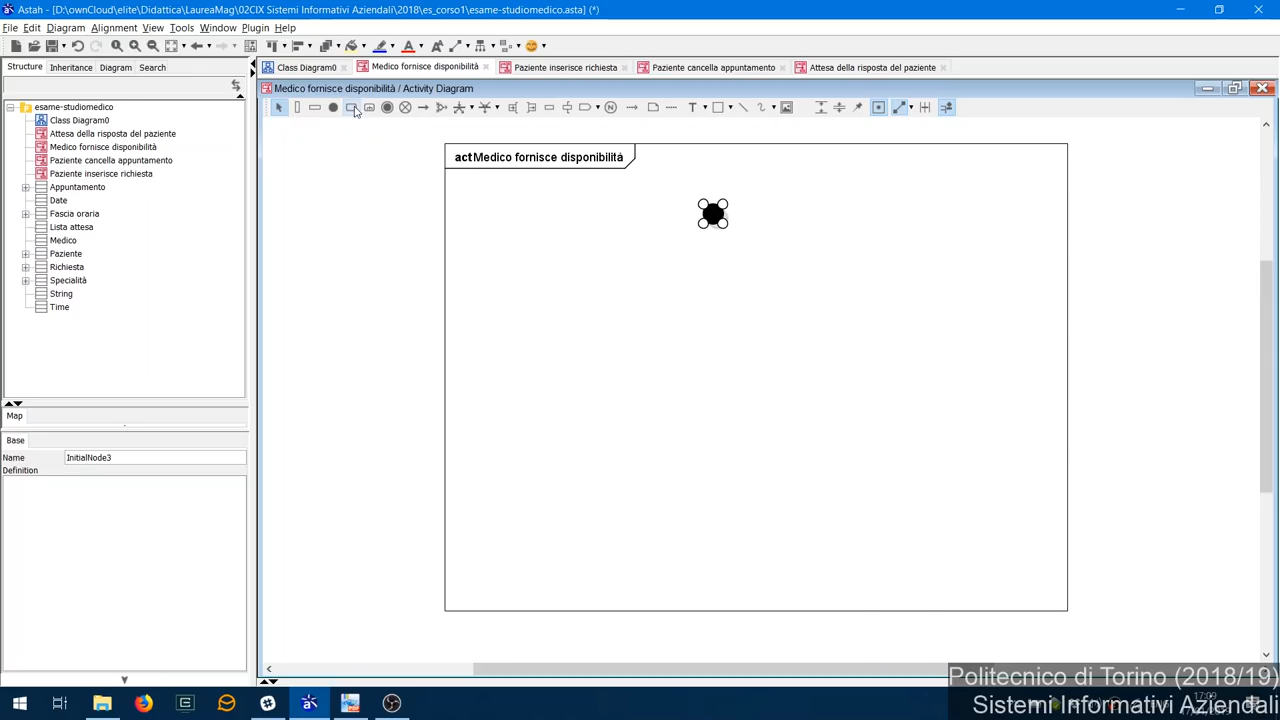 Astah - [D:\ownCloud\elite\Didattica\LaureaMag\02CIX Sistemi Informativi Aziendali\2018\es_corso1\esame-studiomedico.asta] (*)
File Edit Diagram Alignment View Tools Window Plugin Help
Structure Inheritance Diagram Search
Class Diagram0 Medico fornisce disponibilità Paziente inserisce richiesta Paziente cancella appuntamento Attesa della risposta del paziente
Medico fornisce disponibilità / Activity Diagram
esame-studiomedico
Class Diagram0
Attesa della risposta del paziente
Medico fornisce disponibilità
Paziente cancella appuntamento
Paziente inserisce richiesta
Appuntamento
Date
Fascia oraria
Lista attesa
Medico
Paziente
Richiesta
Specialità
String
Time
Map
Base
Name InitialNode3
Definition
act Medico fornisce disponibilità
Politecnico di Torino (2018/19)
Sistemi Informativi Aziendali
17:09